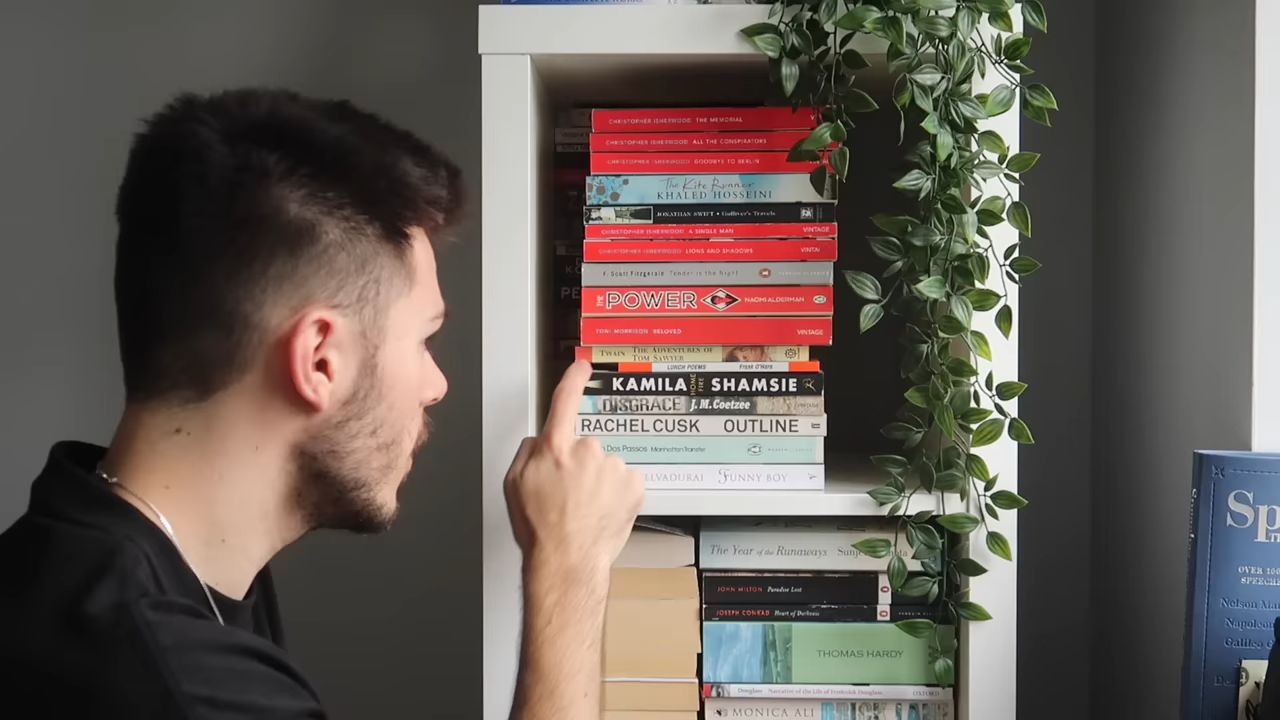 CHRISTOPHER ISHERWOOD THE MEMORIAL
CHRISTOPHER ISHERWOOD ALL THE CONSPIRATORS
CHRISTOPHER ISHERWOOD GOODBYE TO BERLIN
The Kite Runner
KHALED HOSSEINI
JONATHAN SWIFT • Gulliver's Travels
CHRISTOPHER ISHERWOOD A SINGLE MAN VINTAGE
CHRISTOPHER ISHERWOOD LIONS AND SHADOWS VINTA
F. Scott Fitzgerald Tender is the Night
THE POWER NAOMI ALDERMAN
TONI MORRISON BELOVED VINTAGE
TWAIN THE ADVENTURES OF
TOM SAWYER
LUNCH POEMS Frank O'Hara
KAMILA HOME FIRE SHAMSIE
DISGRACE J.M.Coetzee
RACHEL CUSK OUTLINE
Dos Passos Manhattan Transfer
ELVADURAI FUNNY BOY
The Year of the Runaways Sunj
JOHN MILTON Paradise Lost
JOSEPH CONRAD Heart of Darkness
THOMAS HARDY
Douglass Narrative of the Life of Frederick Douglass OXFORD
MONICA ALI
Sp
OVER 100
SPEECHE
Nelson Ma
Napoleon
Galileo G